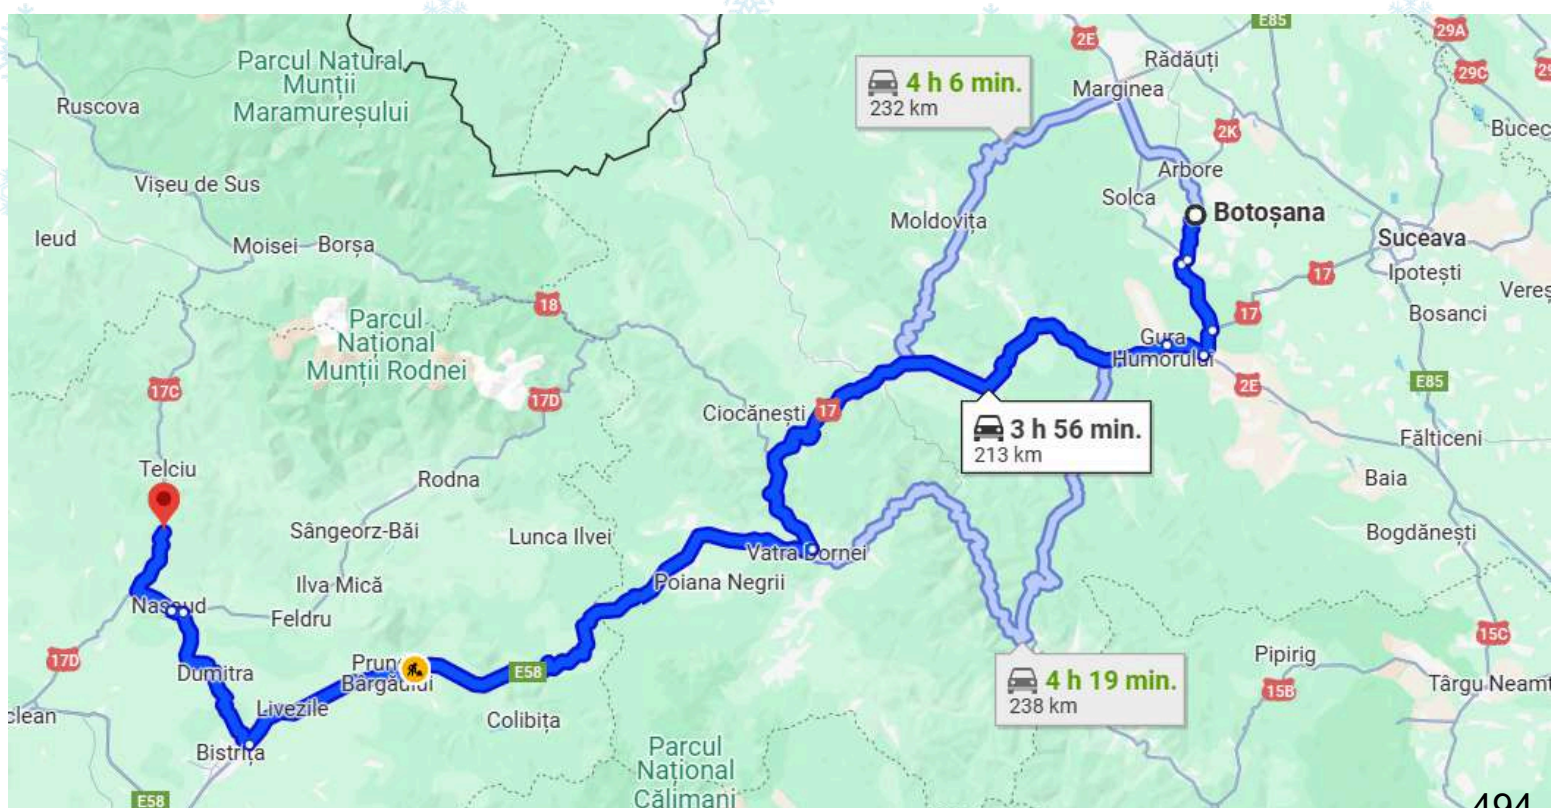 E85
29A
2E
Rădăuți
Parcul Natural
Munții
Maramureșului
4 h 6 min.
232 km
Marginea
29C
Ruscova
2K
Bucec
Arbore
Vișeu de Sus
Solca
Moldovița
Botoșana
Ieud
Moisei
Borșa
Suceava
17
Ipotești
Vereș
18
17
Bosanci
Parcul
Național
Munții Rodnei
Gura
Humorului
17C
17D
2E
E85
Ciocănești
17
3 h 56 min.
213 km
Fălticeni
Telciu
Rodna
Baia
Sângeorz-Băi
Lunca Ilvei
Bogdănești
Vatra Dornei
Ilva Mică
Poiana Negrii
Năsăud
Feldru
15C
17D
Dumitra
Prun
Bârgăului
E58
Pipirig
4 h 19 min.
238 km
15B
Târgu Neamț
clean
Livezile
Colibița
Bistrița
Parcul
Național
Călimani
E58
494